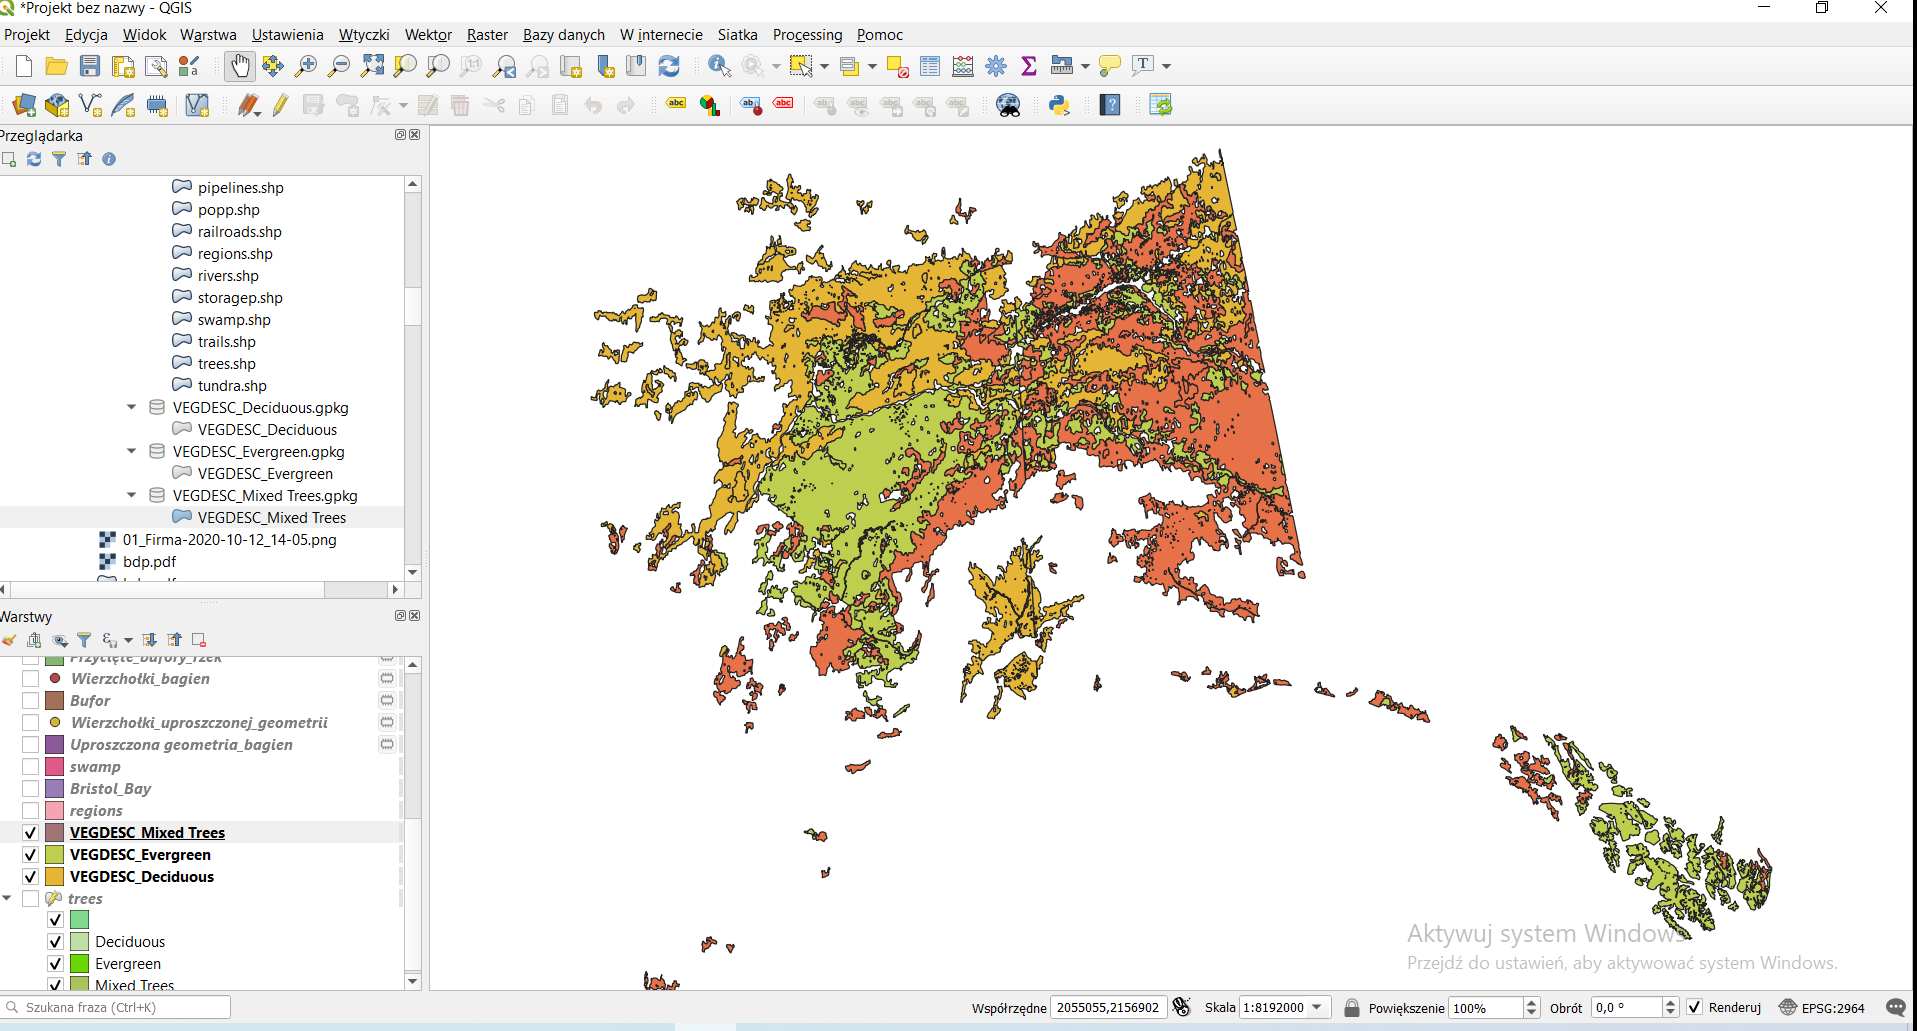 *Projekt bez nazwy - QGIS
Projekt Edycja Widok Warstwa Ustawienia Wtyczki Wektor Raster Bazy danych W internecie Siatka Processing Pomoc
Przeglądarka
pipelines.shp
popp.shp
railroads.shp
regions.shp
rivers.shp
storagep.shp
swamp.shp
trails.shp
trees.shp
tundra.shp
VEGDESC_Deciduous.gpkg
VEGDESC_Deciduous
VEGDESC_Evergreen.gpkg
VEGDESC_Evergreen
VEGDESC_Mixed Trees.gpkg
VEGDESC_Mixed Trees
01_Firma-2020-10-12_14-05.png
bdp.pdf
Warstwy
Przycięte_bufory_rzek
Wierzchołki_bagien
Bufor
Wierzchołki_uproszczonej_geometrii
Uproszczona geometria_bagien
swamp
Bristol_Bay
regions
VEGDESC_Mixed Trees
VEGDESC_Evergreen
VEGDESC_Deciduous
trees
Deciduous
Evergreen
Mixed Trees
Aktywuj system Windows
Przejdź do ustawień, aby aktywować system Windows.
Szukana fraza (Ctrl+K)
Współrzędne 2055055,2156902 Skala 1:8192000 Powiększenie 100% Obrót 0,0 ° Renderuj EPSG:2964